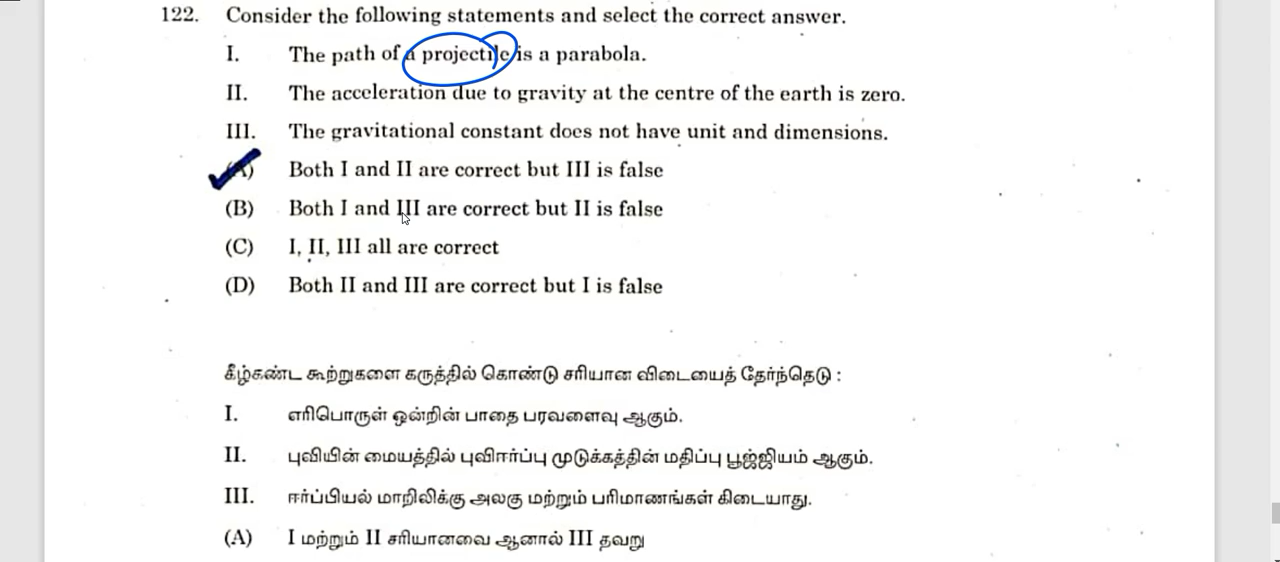 122. Consider the following statements and select the correct answer.
I. The path of a projectile is a parabola.
II. The acceleration due to gravity at the centre of the earth is zero.
III. The gravitational constant does not have unit and dimensions.
(A) Both I and II are correct but III is false
(B) Both I and III are correct but II is false
(C) I, II, III all are correct
(D) Both II and III are correct but I is false
கீழ்கண்ட கூற்றுகளை கருத்தில் கொண்டு சரியான விடையைத் தேர்ந்தெடு :
I. எரிபொருள் ஒன்றின் பாதை பரவளைவு ஆகும்.
II. புவியின் மையத்தில் புவிஈர்ப்பு முடுக்கத்தின் மதிப்பு பூஜ்ஜியம் ஆகும்.
III. ஈர்ப்பியல் மாறிலிக்கு அலகு மற்றும் பரிமாணங்கள் கிடையாது.
(A) I மற்றும் II சரியானவை ஆனால் III தவறு